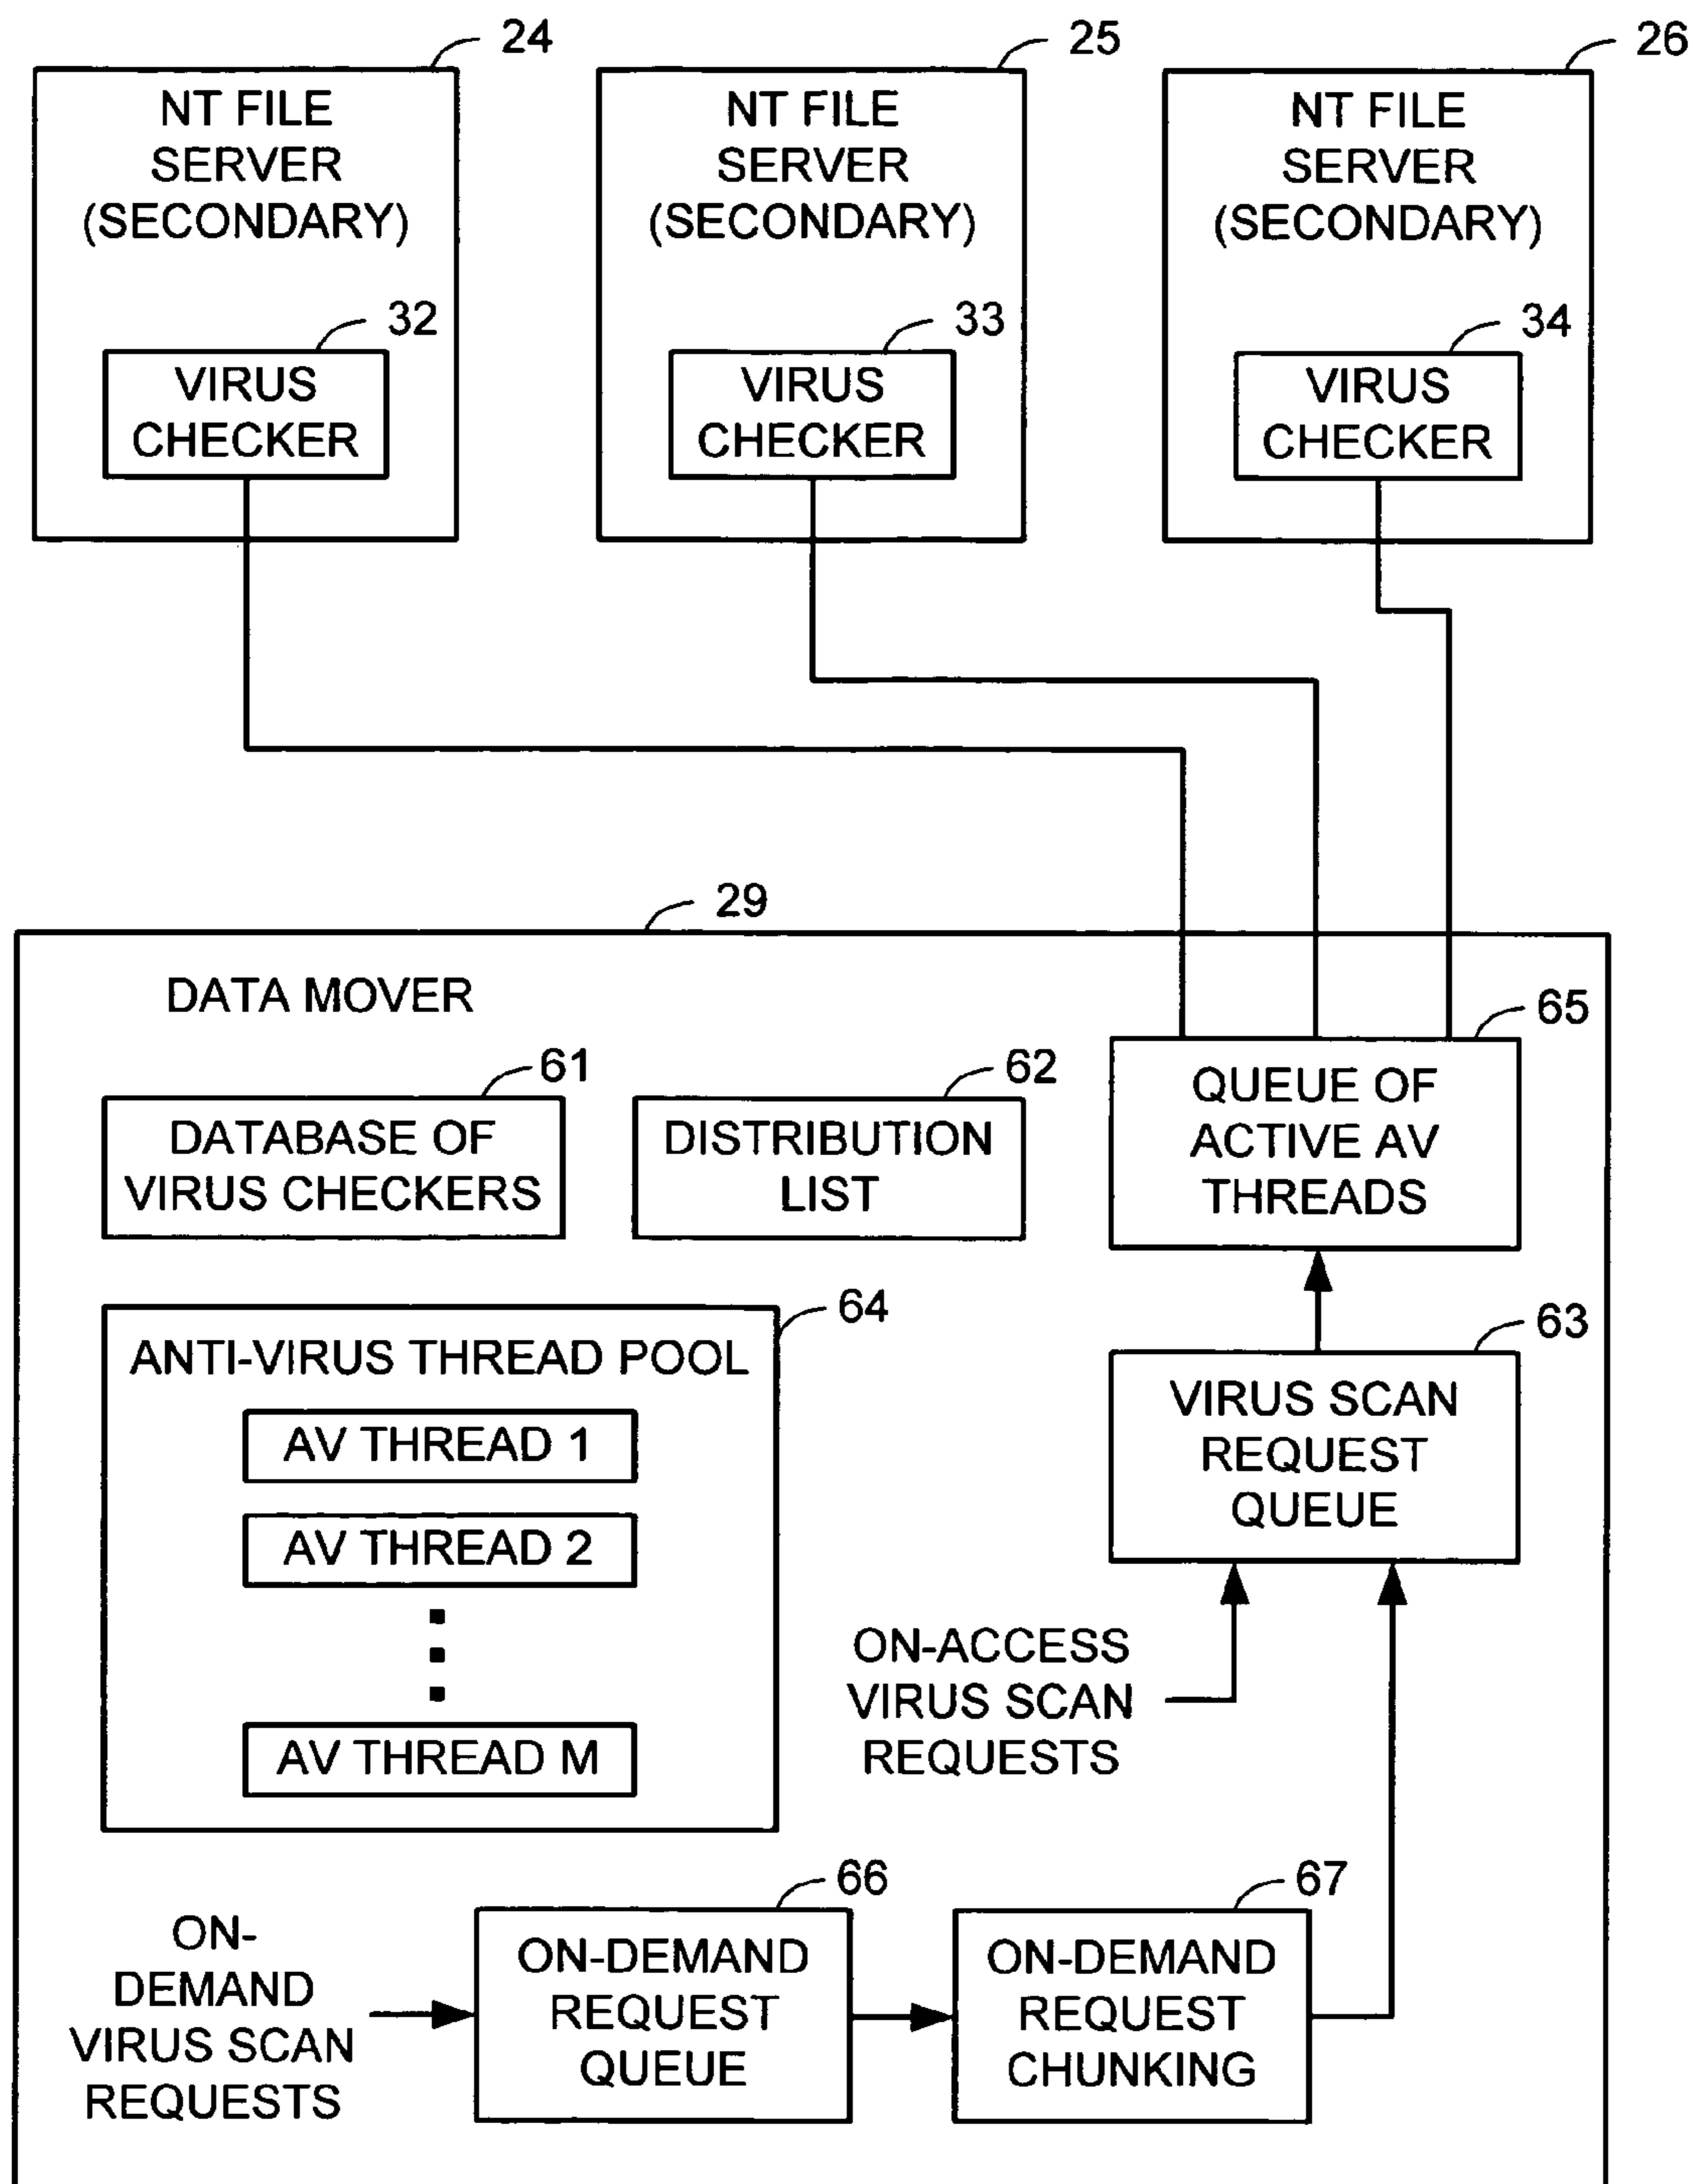 24
NT FILE
SERVER
(SECONDARY)
32
VIRUS
CHECKER
25
NT FILE
SERVER
(SECONDARY)
33
VIRUS
CHECKER
26
NT FILE
SERVER
(SECONDARY)
34
VIRUS
CHECKER
29
DATA MOVER
61
DATABASE OF
VIRUS CHECKERS
62
DISTRIBUTION
LIST
65
QUEUE OF
ACTIVE AV
THREADS
64
ANTI-VIRUS THREAD POOL
AV THREAD 1
AV THREAD 2
AV THREAD M
63
VIRUS SCAN
REQUEST
QUEUE
ON-ACCESS
VIRUS SCAN
REQUESTS
ON-
DEMAND
VIRUS SCAN
REQUESTS
66
ON-DEMAND
REQUEST
QUEUE
67
ON-DEMAND
REQUEST
CHUNKING